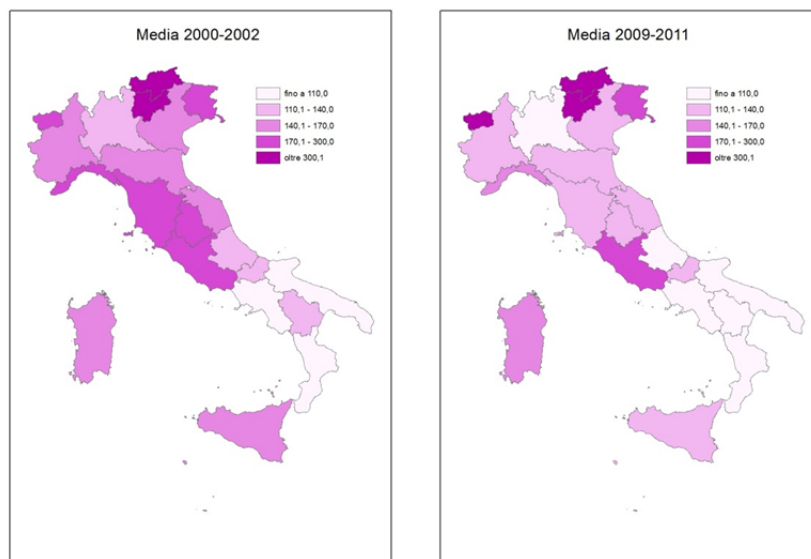 Media 2000-2002
fino a 110,0
110,1 - 140,0
140,1 - 170,0
170,1 - 300,0
oltre 300,1
Media 2009-2011
fino a 110,0
110,1 - 140,0
140,1 - 170,0
170,1 - 300,0
oltre 300,1